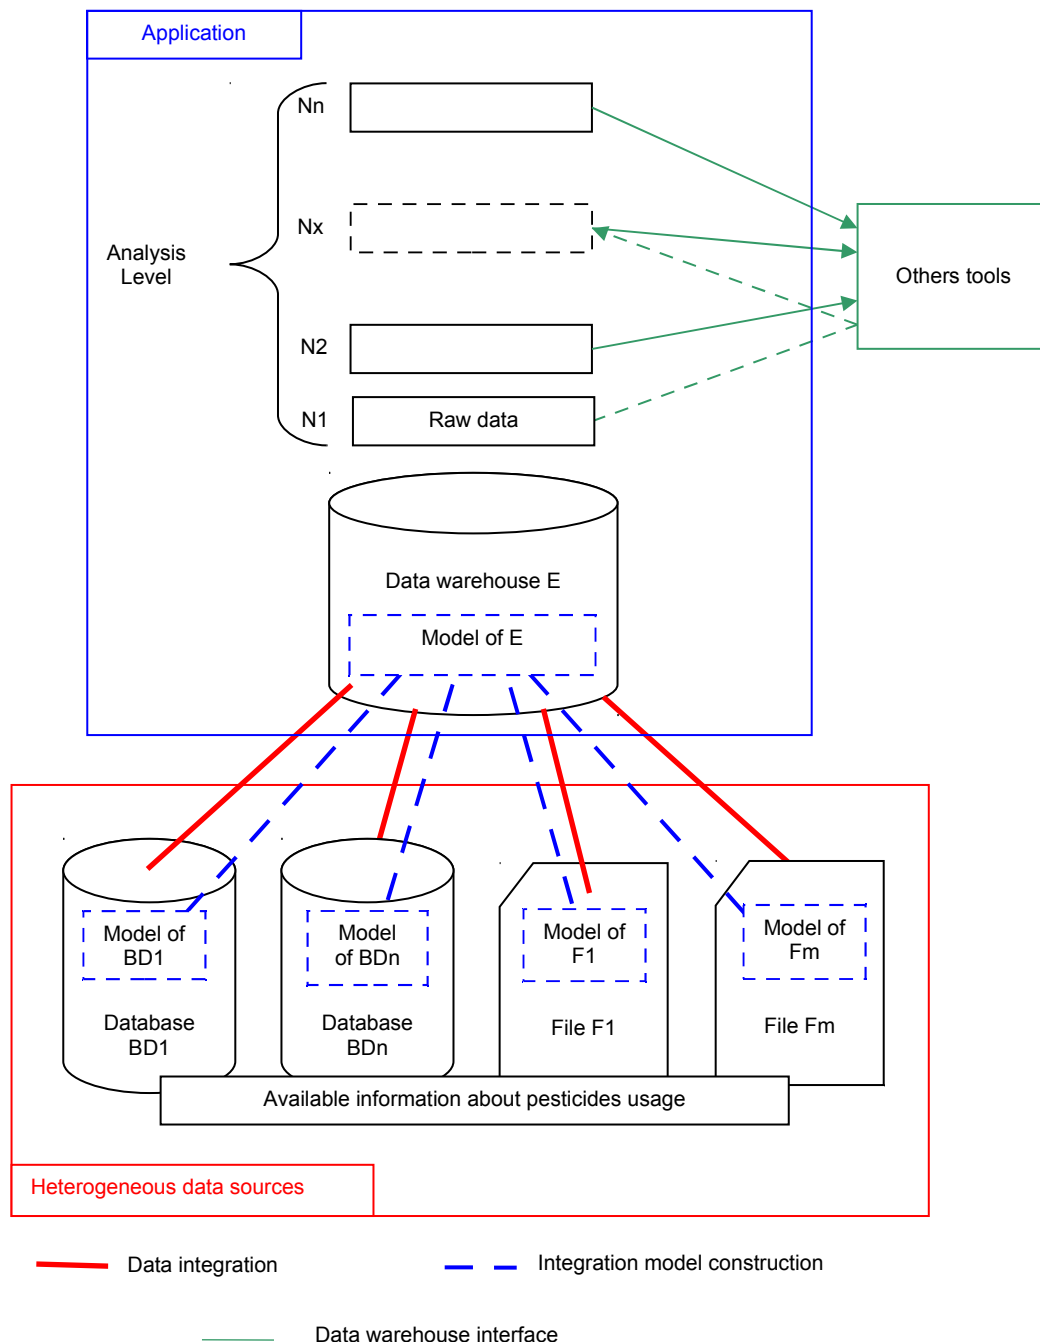 Application
Nn
Nx
Analysis
Level
Others tools
N2
N1
Raw data
Data warehouse E
Model of E
Model of
BD1
Model
of BDn
Model of
F1
Model of
Fm
Database
BD1
Database
BDn
File F1
File Fm
Available information about pesticides usage
Heterogeneous data sources
Data integration
Integration model construction
Data warehouse interface